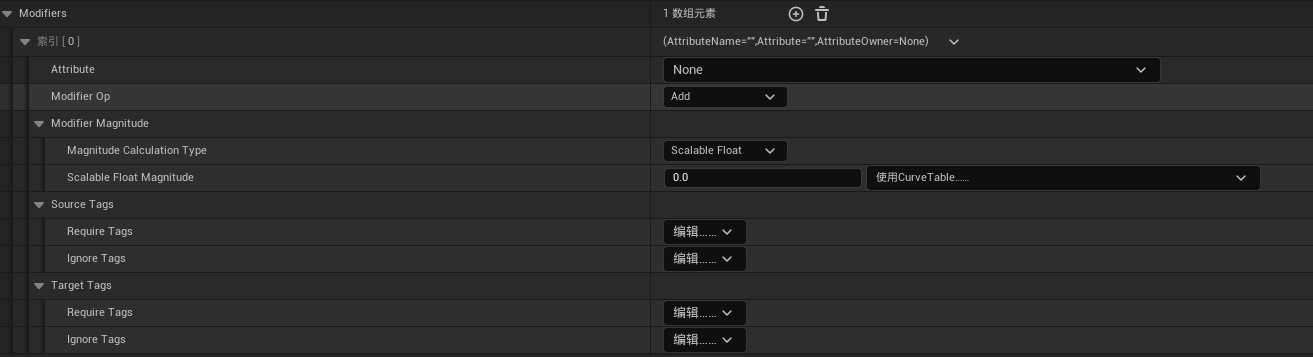 Modifiers 1 数组元素
索引 [ 0 ] (AttributeName="",Attribute="",AttributeOwner=None)
Attribute None
Modifier Op Add
Modifier Magnitude
Magnitude Calculation Type Scalable Float
Scalable Float Magnitude 0.0 使用CurveTable......
Source Tags
Require Tags 编辑......
Ignore Tags 编辑......
Target Tags
Require Tags 编辑......
Ignore Tags 编辑......